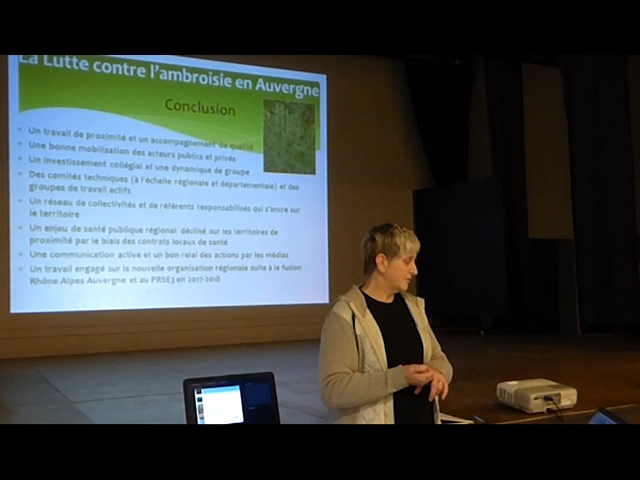 La Lutte contre l'ambroisie en Auvergne
Conclusion
Un travail de proximité et un accompagnement de qualité
Une bonne mobilisation des acteurs publics et privés
Un investissement collégial et une dynamique de groupe
Des comités techniques (à l'échelle régionale et départementale) et des
groupes de travail actifs
Un réseau de collectivités et de référents responsabilisés qui s'ancre sur
le territoire
Un enjeu de santé publique régional décliné sur les territoires de
proximité par le biais des contrats locaux de santé
Une communication active et un bon relai des actions par les médias
Un travail engagé sur la nouvelle organisation régionale suite à la fusion
Rhône Alpes-Auvergne et au PRSE3 en 2017-2018